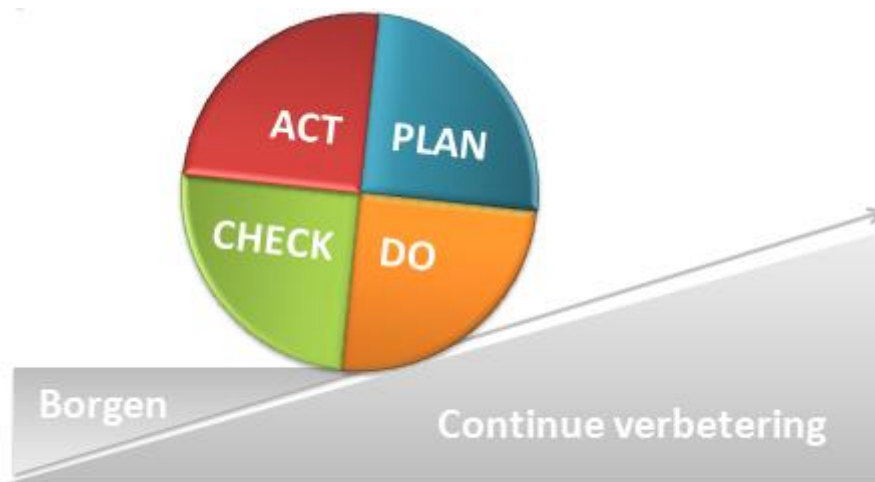 ACT
PLAN
CHECK
DO
Borgen
Continue verbetering